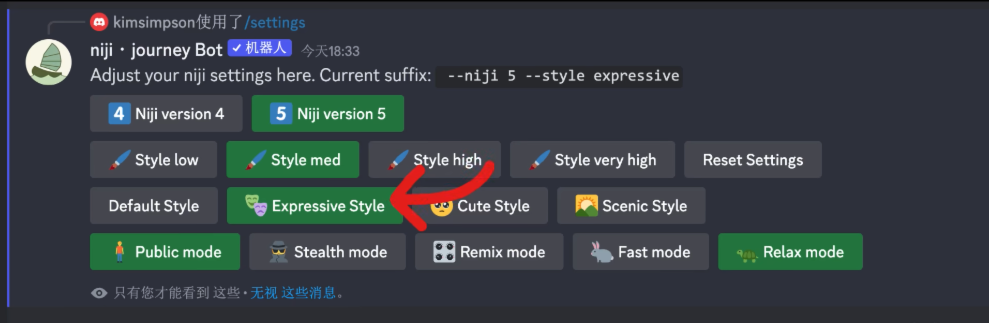 kimsimpson使用了/settings
niji・journey Bot ✓机器人 今天18:33
Adjust your niji settings here. Current suffix: --niji 5 --style expressive
4 Niji version 4 5 Niji version 5
Style low Style med Style high Style very high Reset Settings
Default Style Expressive Style Cute Style Scenic Style
Public mode Stealth mode Remix mode Fast mode Relax mode
只有您才能看到 这些・无视 这些消息。